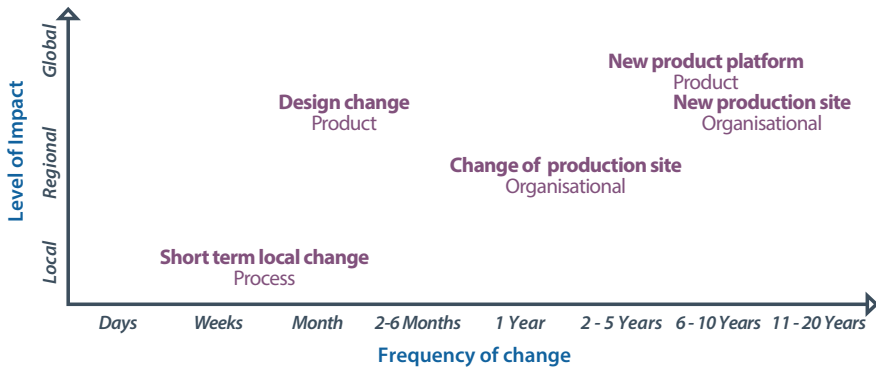 Level of Impact
Global
Regional
Local
New product platform
Product
Design change
Product
New production site
Organisational
Change of production site
Organisational
Short term local change
Process
Days Weeks Month 2-6 Months 1 Year 2 - 5 Years 6 - 10 Years 11 - 20 Years
Frequency of change